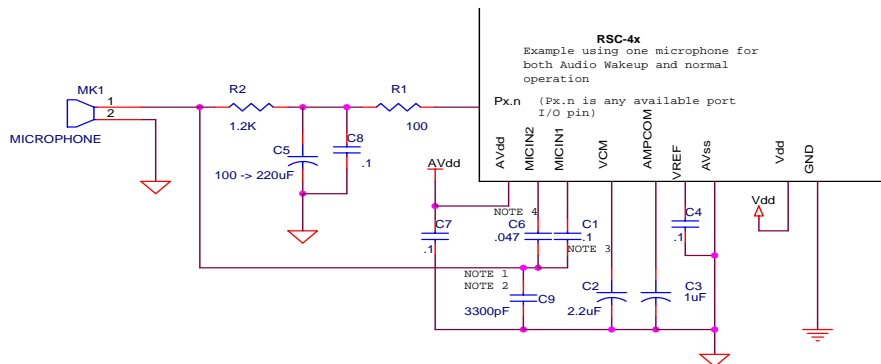 RSC-4x
Example using one microphone for
both Audio Wakeup and normal
operation
Px.n (Px.n is any available port
I/O pin)
MK1
1
2
MICROPHONE
R2
1.2K
R1
100
C5
100 -> 220uF
C8
.1
AVdd
MICIN2
MICIN1
VCM
AMPCOM
VREF
AVss
Vdd
GND
AVdd
Vdd
NOTE 4
C7
.1
C6
.047
C1
.1
NOTE 3
C4
.1
NOTE 1
NOTE 2
C9
3300pF
C2
2.2uF
C3
1uF